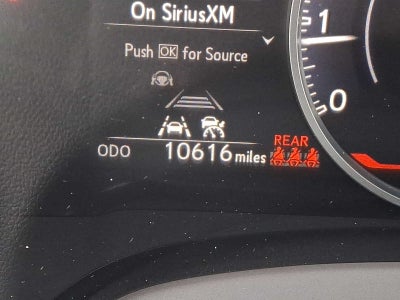 On SiriusXM
Push OK for Source
1
0
REAR
ODO 10616 miles